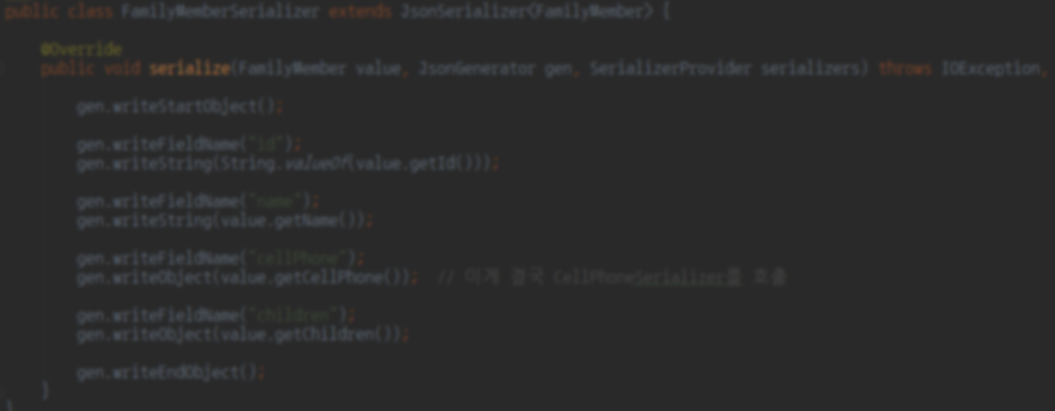 public class FamilyMemberSerializer extends JsonSerializer<FamilyMember> {
@Override
public void serialize(FamilyMember value, JsonGenerator gen, SerializerProvider serializers) throws IOException,
gen.writeStartObject();
gen.writeFieldName("id");
gen.writeString(String.valueOf(value.getId()));
gen.writeFieldName("name");
gen.writeString(value.getName());
gen.writeFieldName("cellPhone");
gen.writeObject(value.getCellPhone()); // 이게 결국 CellPhoneSerializer를 호출
gen.writeFieldName("children");
gen.writeObject(value.getChildren());
gen.writeEndObject();
}
}